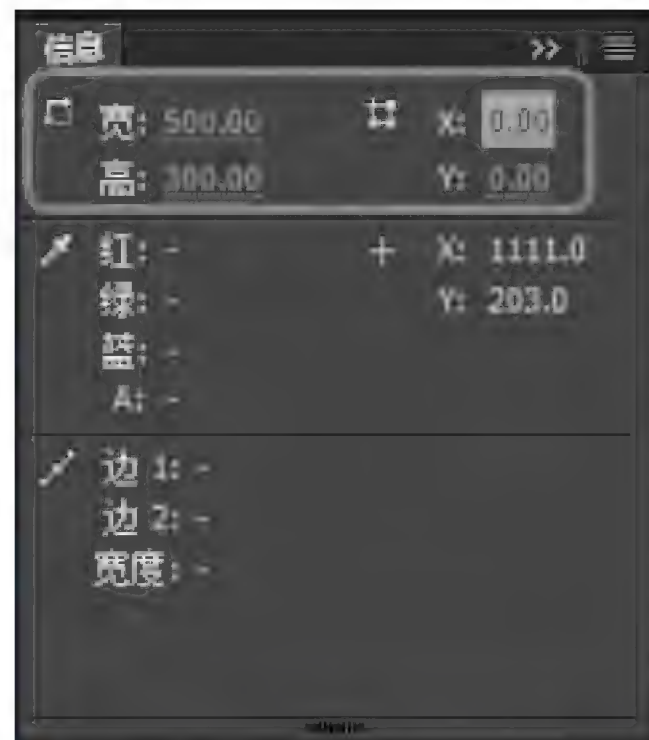 信息
宽: 500.00 X: 0.00
高: 300.00 Y: 0.00
红: - X: 1111.0
绿: - Y: 203.0
蓝: -
A: -
边 1: -
边 2: -
宽度: -